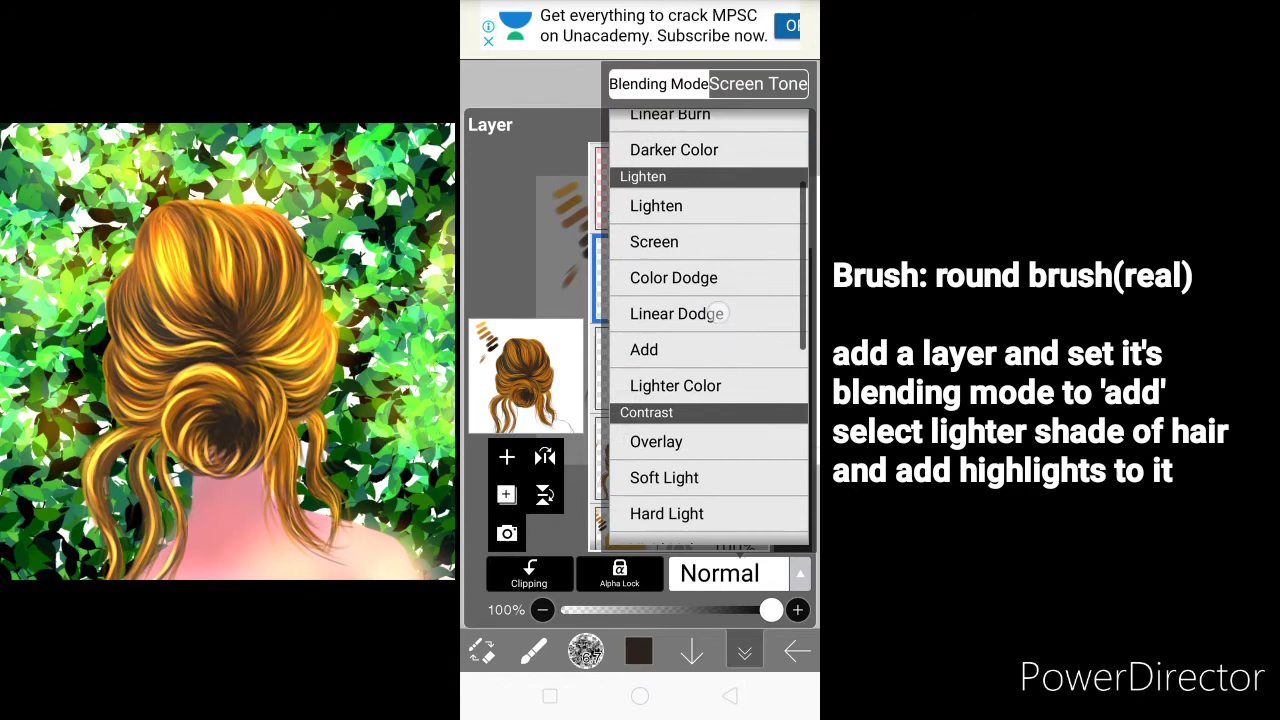 Get everything to crack MPSC
on Unacademy. Subscribe now.
Blending Mode
Screen Tone
Layer
Linear Burn
Darker Color
Lighten
Lighten
Screen
Color Dodge
Linear Dodge
Add
Lighter Color
Contrast
Overlay
Soft Light
Hard Light
Clipping
Alpha Lock
Normal
100%
67
Brush: round brush(real)
add a layer and set it's
blending mode to 'add'
select lighter shade of hair
and add highlights to it
PowerDirector